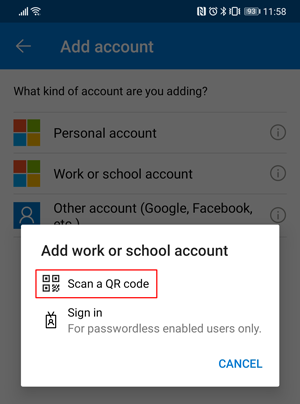 93 11:58
Add account
What kind of account are you adding?
Personal account
Work or school account
Other account (Google, Facebook,
etc.)
Add work or school account
Scan a QR code
Sign in
For passwordless enabled users only.
CANCEL